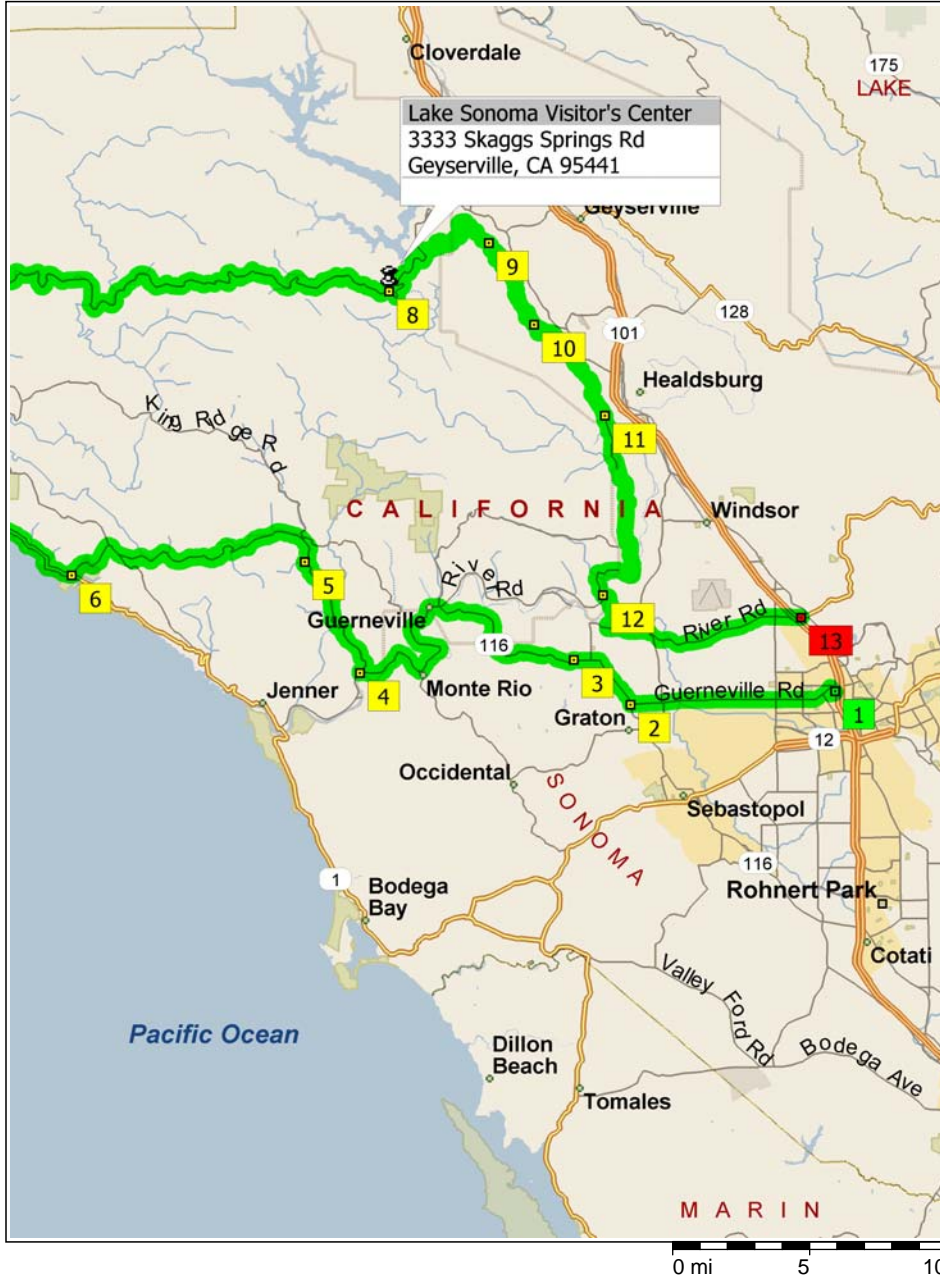 Cloverdale
175
LAKE
Lake Sonoma Visitor's Center
3333 Skaggs Springs Rd
Geyserville, CA 95441
Geyserville
9
8
128
101
10
Healdsburg
King Ridge Rd
11
CALIFORNIA
Windsor
5
6
River Rd
Guerneville
12
River Rd
13
116
3
Guerneville Rd
Jenner
4
Monte Rio
1
Graton
2
12
Occidental
SONOMA
Sebastopol
116
1
Bodega
Bay
Rohnert Park
Cotati
Valley Ford Rd
Pacific Ocean
Dillon
Beach
Bodega Ave
Tomales
MARIN
0 mi 5 10